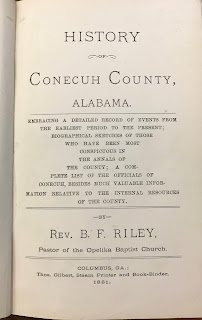 HISTORY
—OF—
CONECUH COUNTY,
ALABAMA.
EMBRACING A DETAILED RECORD OF EVENTS FROM
THE EARLIEST PERIOD TO THE PRESENT;
BIOGRAPHICAL SKETCHES OF THOSE
WHO HAVE BEEN MOST
CONSPICUOUS IN
THE ANNALS
OF
THE COUNTY; A COM-
PLETE LIST OF THE OFFICIALS OF
CONECUH, BESIDES MUCH VALUABLE INFOR-
MATION RELATIVE TO THE INTERNAL RESOURCES
OF THE COUNTY.
—BY—
REV. B. F. RILEY,
Pastor of the Opelika Baptist Church.
COLUMBUS, GA.:
Thos. Gilbert, Steam Printer and Book-Binder.
1881.